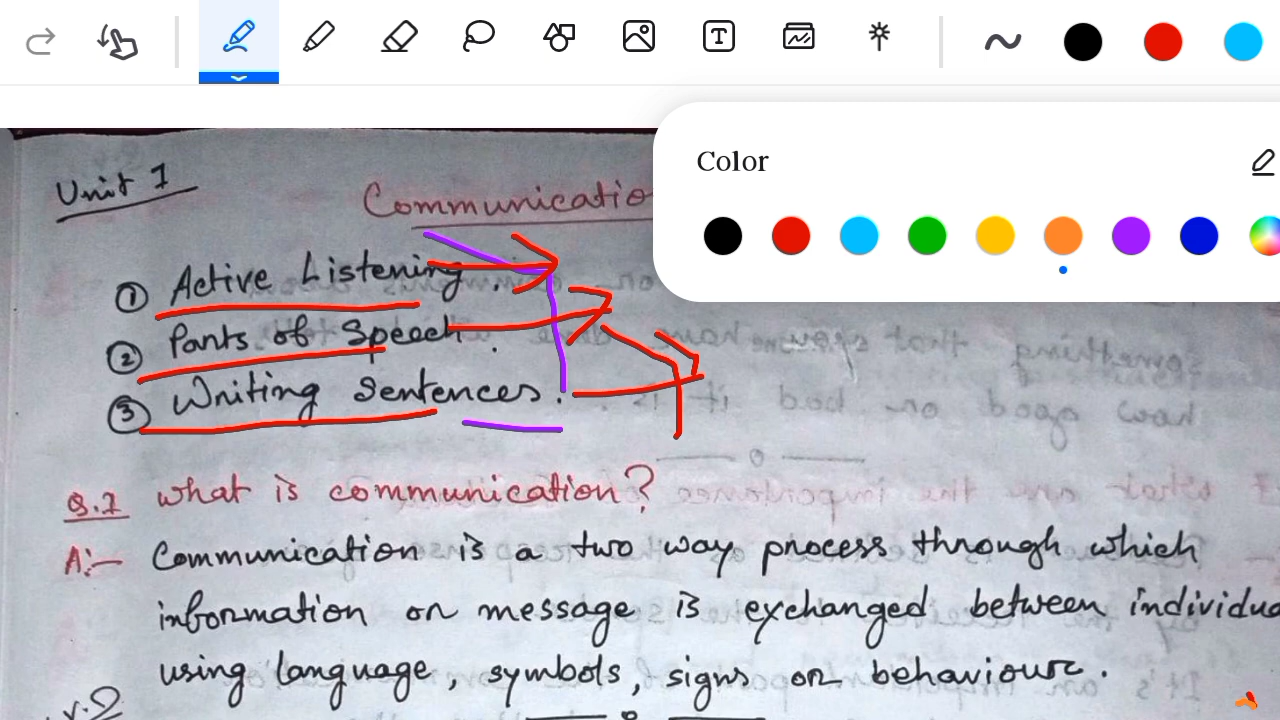 Color
Unit 1
Communicatio
① Active Listening.
② Parts of Speech.
③ Writing Sentences.
Q.1 what is communication?
A:- Communication is a two way process through which
information or message is exchanged between individua
using language, symbols, signs or behaviour.